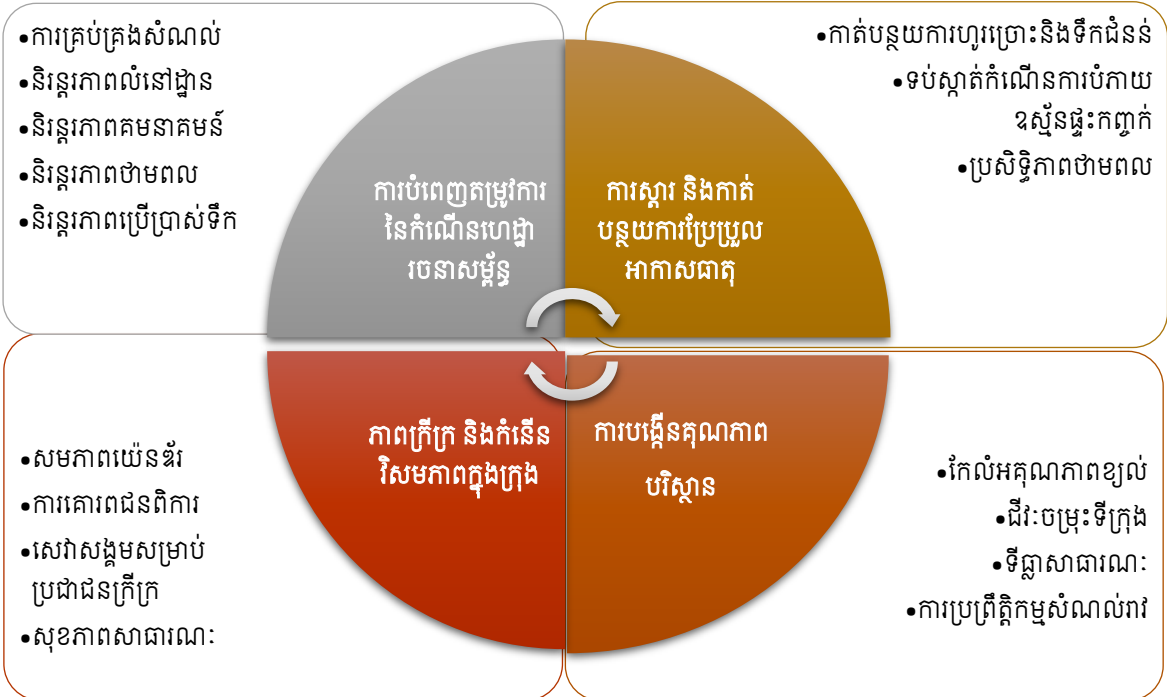 •ការគ្រប់គ្រងសំណល់
•និរន្តរភាពលំនៅដ្ឋាន
•និរន្តរភាពគមនាគមន៍
•និរន្តរភាពថាមពល
•និរន្តរភាពប្រើប្រាស់ទឹក
•កាត់បន្ថយការហូរច្រោះនិងទឹកជំនន់
•ទប់ស្កាត់កំណើនការបំភាយ
ឧស្ម័នផ្ទះកញ្ចក់
•ប្រសិទ្ធិភាពថាមពល
ការបំពេញតម្រូវការ
នៃកំណើនហេដ្ឋា
រចនាសម្ព័ន្ធ
ការស្តារ និងកាត់
បន្ថយការប្រែប្រួល
អាកាសធាតុ
ភាពក្រីក្រ និងកំនើន
វិសមភាពក្នុងក្រុង
ការបង្កើនគុណភាព
បរិស្ថាន
•សមភាពយ៉េនឌ័រ
•ការគោរពជនពិការ
•សេវាសង្គមសម្រាប់
ប្រជាជនក្រីក្រ
•សុខភាពសាធារណៈ
•កែលំអគុណភាពខ្យល់
•ជីវៈចម្រុះទីក្រុង
•ទីធ្លាសាធារណៈ
•ការប្រព្រឹត្តិកម្មសំណល់រាវ